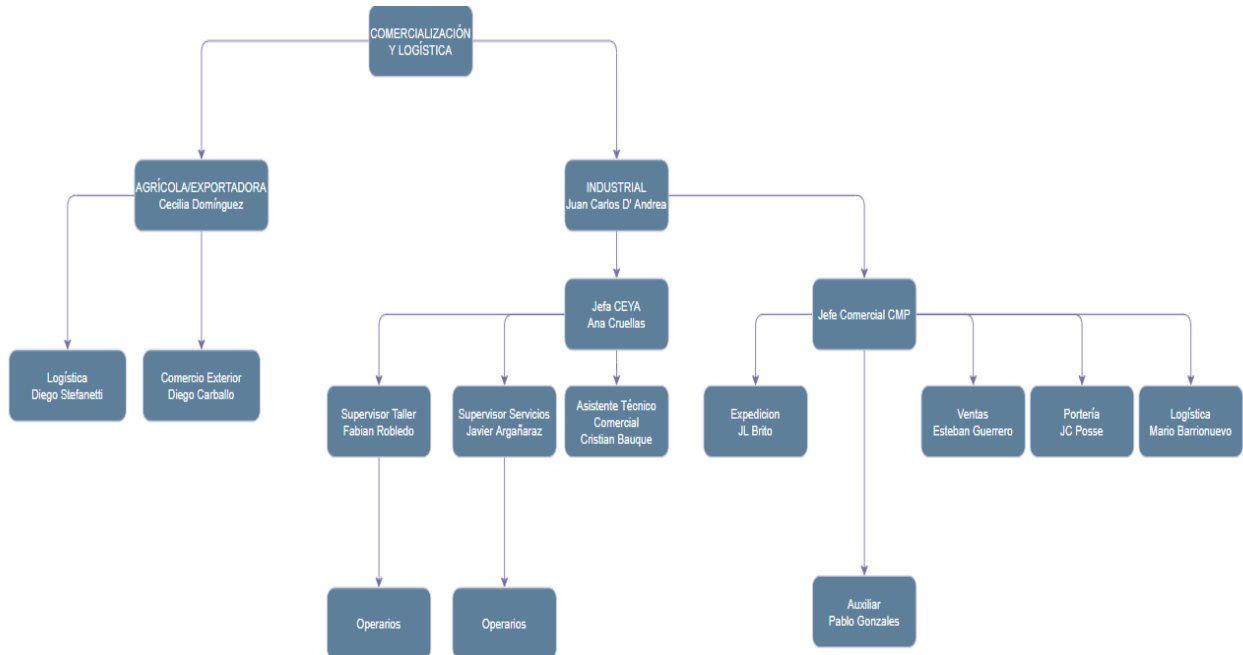 COMERCIALIZACIÓN
Y LOGÍSTICA
AGRÍCOLA/EXPORTADORA
Cecilia Domínguez
INDUSTRIAL
Juan Carlos D' Andrea
Jefa CEYA
Ana Cruellas
Jefe Comercial CMP
Logística
Diego Stefanetti
Comercio Exterior
Diego Carballo
Supervisor Taller
Fabian Robledo
Supervisor Servicios
Javier Argañaraz
Asistente Técnico
Comercial
Cristian Bauque
Expedicion
JL Brito
Ventas
Esteban Guerrero
Portería
JC Posse
Logística
Mario Barrionuevo
Operarios
Operarios
Auxiliar
Pablo Gonzales